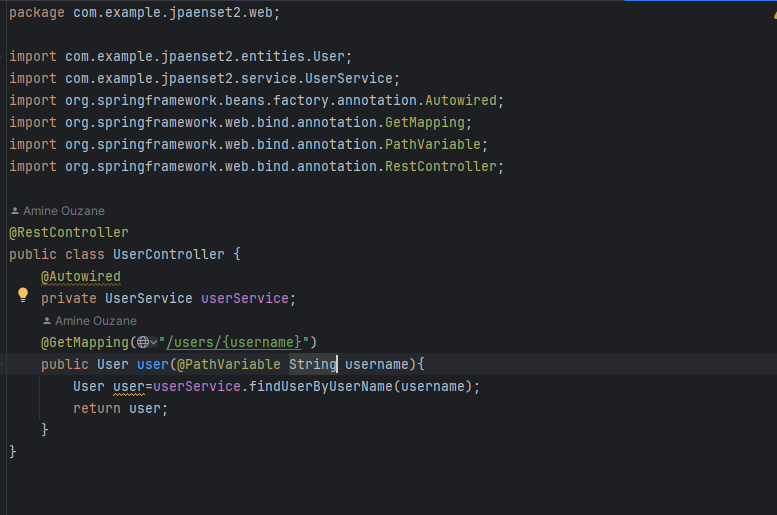 package com.example.jpaenset2.web;
import com.example.jpaenset2.entities.User;
import com.example.jpaenset2.service.UserService;
import org.springframework.beans.factory.annotation.Autowired;
import org.springframework.web.bind.annotation.GetMapping;
import org.springframework.web.bind.annotation.PathVariable;
import org.springframework.web.bind.annotation.RestController;
Amine Ouzane
@RestController
public class UserController {
@Autowired
private UserService userService;
Amine Ouzane
@GetMapping("/users/{username}")
public User user(@PathVariable String username){
User user=userService.findUserByUserName(username);
return user;
}
}